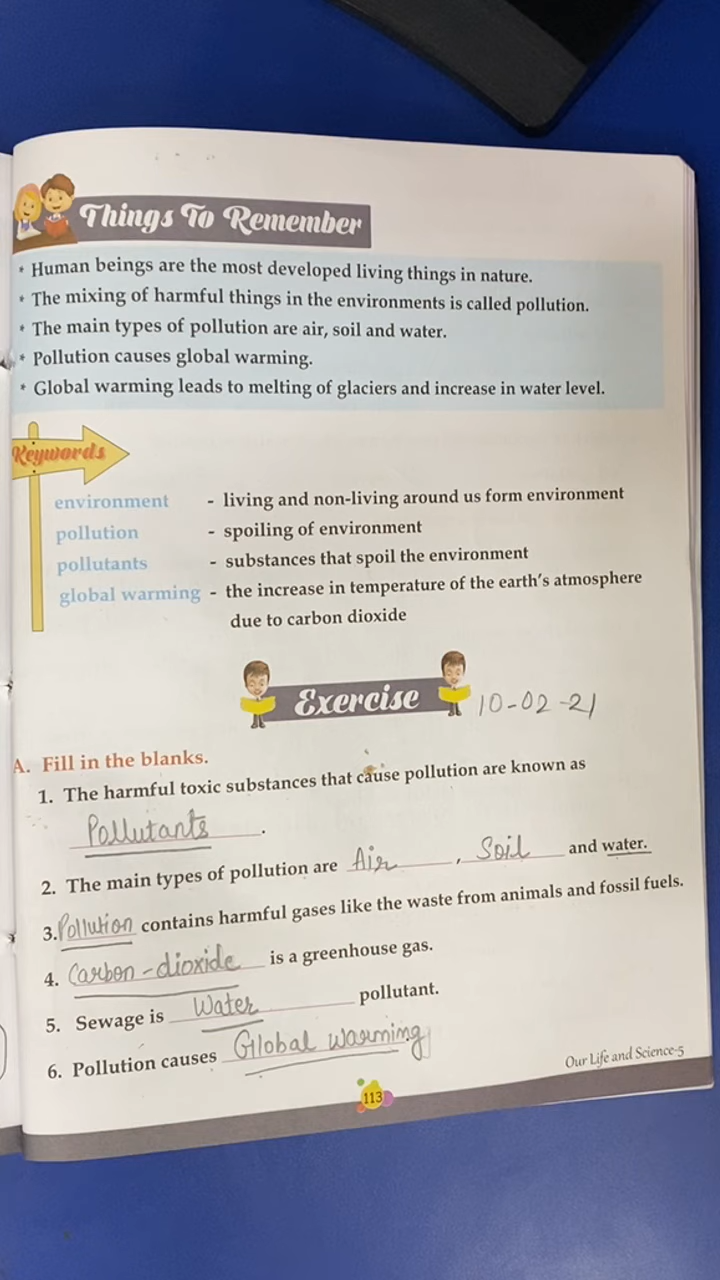 Things To Remember
* Human beings are the most developed living things in nature.
* The mixing of harmful things in the environments is called pollution.
* The main types of pollution are air, soil and water.
* Pollution causes global warming.
* Global warming leads to melting of glaciers and increase in water level.
Keywords
environment - living and non-living around us form environment
pollution - spoiling of environment
pollutants - substances that spoil the environment
global warming - the increase in temperature of the earth's atmosphere
due to carbon dioxide
Exercise 10-02-21
A. Fill in the blanks.
1. The harmful toxic substances that cause pollution are known as
Pollutants.
2. The main types of pollution are Air, Soil and water.
3. Pollution contains harmful gases like the waste from animals and fossil fuels.
4. Carbon-dioxide is a greenhouse gas.
5. Sewage is Water pollutant.
6. Pollution causes Global warming
Our Life and Science-5
113